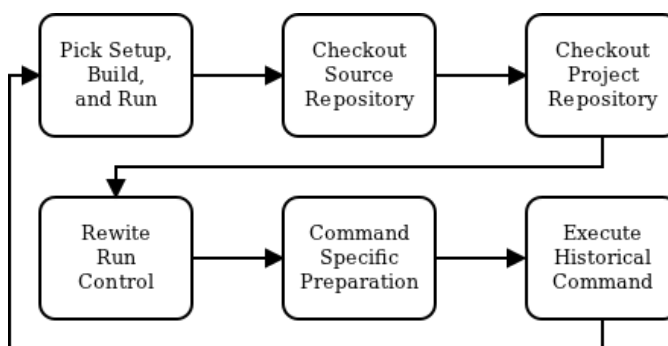 Pick Setup,
Build,
and Run
Checkout
Source
Repository
Checkout
Project
Repository
Rewite
Run
Control
Command
Specific
Preparation
Execute
Historical
Command